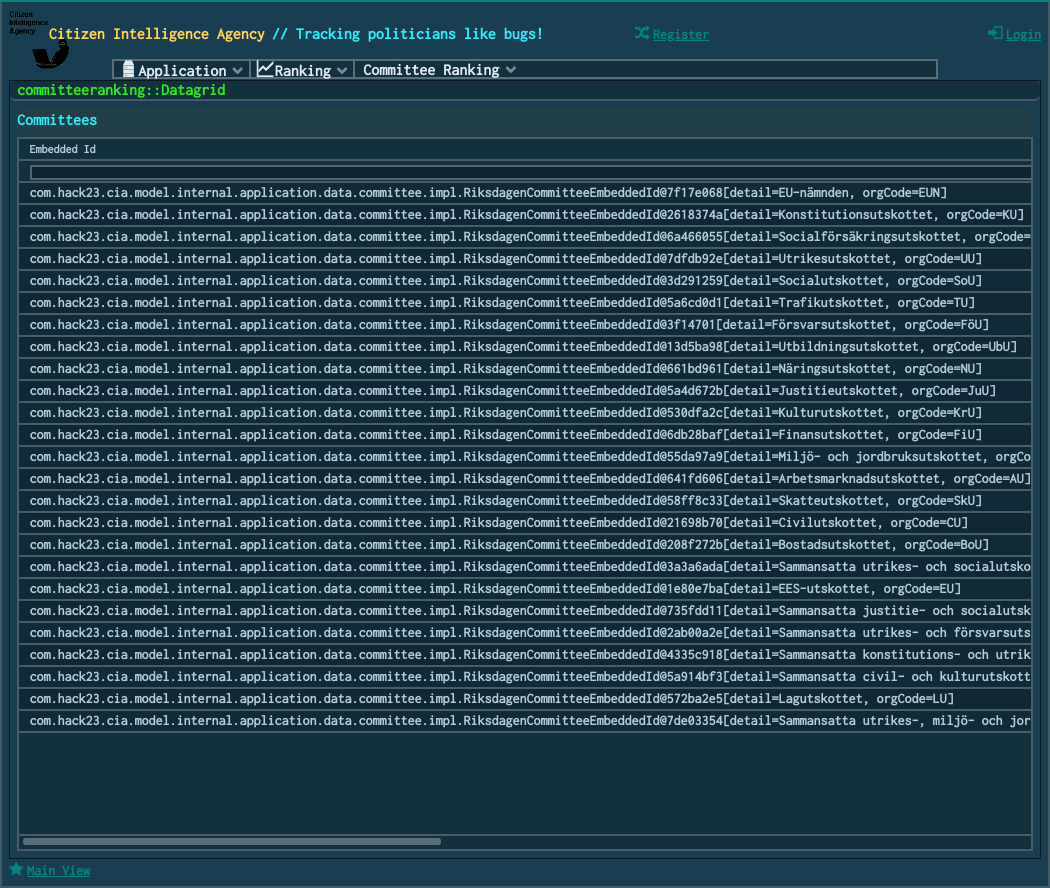 Citizen
Intelligence
Agency
Citizen Intelligence Agency // Tracking politicians like bugs!
Register
Login
Application
Ranking
Committee Ranking
committeeranking::Datagrid
Committees
Embedded Id
com.hack23.cia.model.internal.application.data.committee.impl.RiksdagenCommitteeEmbeddedId@7f17e068[detail=EU-nämnden, orgCode=EUN]
com.hack23.cia.model.internal.application.data.committee.impl.RiksdagenCommitteeEmbeddedId@2618374a[detail=Konstitutionsutskottet, orgCode=KU]
com.hack23.cia.model.internal.application.data.committee.impl.RiksdagenCommitteeEmbeddedId@6a466055[detail=Socialförsäkringsutskottet, orgCode=
com.hack23.cia.model.internal.application.data.committee.impl.RiksdagenCommitteeEmbeddedId@7dfdb92e[detail=Utrikesutskottet, orgCode=UU]
com.hack23.cia.model.internal.application.data.committee.impl.RiksdagenCommitteeEmbeddedId@3d291259[detail=Socialutskottet, orgCode=SoU]
com.hack23.cia.model.internal.application.data.committee.impl.RiksdagenCommitteeEmbeddedId@5a6cd0d1[detail=Trafikutskottet, orgCode=TU]
com.hack23.cia.model.internal.application.data.committee.impl.RiksdagenCommitteeEmbeddedId@3f14701[detail=Försvarsutskottet, orgCode=FöU]
com.hack23.cia.model.internal.application.data.committee.impl.RiksdagenCommitteeEmbeddedId@13d5ba98[detail=Utbildningsutskottet, orgCode=UbU]
com.hack23.cia.model.internal.application.data.committee.impl.RiksdagenCommitteeEmbeddedId@661bd961[detail=Näringsutskottet, orgCode=NU]
com.hack23.cia.model.internal.application.data.committee.impl.RiksdagenCommitteeEmbeddedId@5a4d672b[detail=Justitieutskottet, orgCode=JuU]
com.hack23.cia.model.internal.application.data.committee.impl.RiksdagenCommitteeEmbeddedId@530dfa2c[detail=Kulturutskottet, orgCode=KrU]
com.hack23.cia.model.internal.application.data.committee.impl.RiksdagenCommitteeEmbeddedId@6db28baf[detail=Finansutskottet, orgCode=FiU]
com.hack23.cia.model.internal.application.data.committee.impl.RiksdagenCommitteeEmbeddedId@55da97a9[detail=Miljö- och jordbruksutskottet, orgCo
com.hack23.cia.model.internal.application.data.committee.impl.RiksdagenCommitteeEmbeddedId@641fd606[detail=Arbetsmarknadsutskottet, orgCode=AU]
com.hack23.cia.model.internal.application.data.committee.impl.RiksdagenCommitteeEmbeddedId@58ff8c33[detail=Skatteutskottet, orgCode=SkU]
com.hack23.cia.model.internal.application.data.committee.impl.RiksdagenCommitteeEmbeddedId@21698b70[detail=Civilutskottet, orgCode=CU]
com.hack23.cia.model.internal.application.data.committee.impl.RiksdagenCommitteeEmbeddedId@208f272b[detail=Bostadsutskottet, orgCode=BoU]
com.hack23.cia.model.internal.application.data.committee.impl.RiksdagenCommitteeEmbeddedId@03a3a6ada[detail=Sammansatta utrikes- och socialutsko
com.hack23.cia.model.internal.application.data.committee.impl.RiksdagenCommitteeEmbeddedId@1e80e7ba[detail=EES-utskottet, orgCode=EU]
com.hack23.cia.model.internal.application.data.committee.impl.RiksdagenCommitteeEmbeddedId@735fdd11[detail=Sammansatta justitie- och socialutsk
com.hack23.cia.model.internal.application.data.committee.impl.RiksdagenCommitteeEmbeddedId@2ab00a2e[detail=Sammansatta utrikes- och försvarsuts
com.hack23.cia.model.internal.application.data.committee.impl.RiksdagenCommitteeEmbeddedId@4335c918[detail=Sammansatta konstitutions- och utrik
com.hack23.cia.model.internal.application.data.committee.impl.RiksdagenCommitteeEmbeddedId@5a914bf3[detail=Sammansatta civil- och kulturutskott
com.hack23.cia.model.internal.application.data.committee.impl.RiksdagenCommitteeEmbeddedId@572ba2e5[detail=Lagutskottet, orgCode=LU]
com.hack23.cia.model.internal.application.data.committee.impl.RiksdagenCommitteeEmbeddedId@7de03354[detail=Sammansatta utrikes-, miljö- och jor
Main View